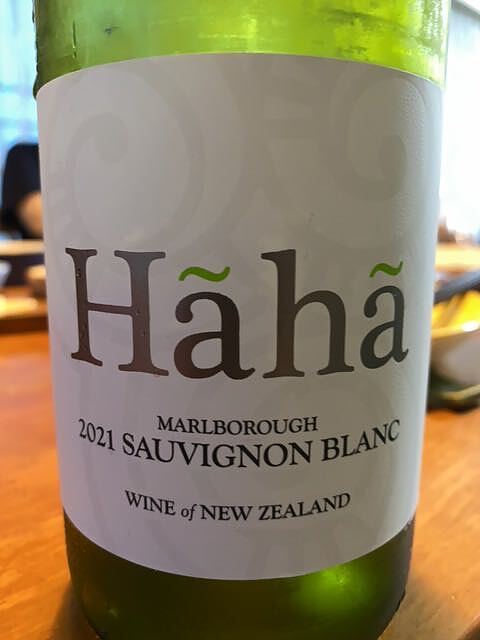 Hãhã
MARLBOROUGH
2021 SAUVIGNON BLANC
WINE of NEW ZEALAND